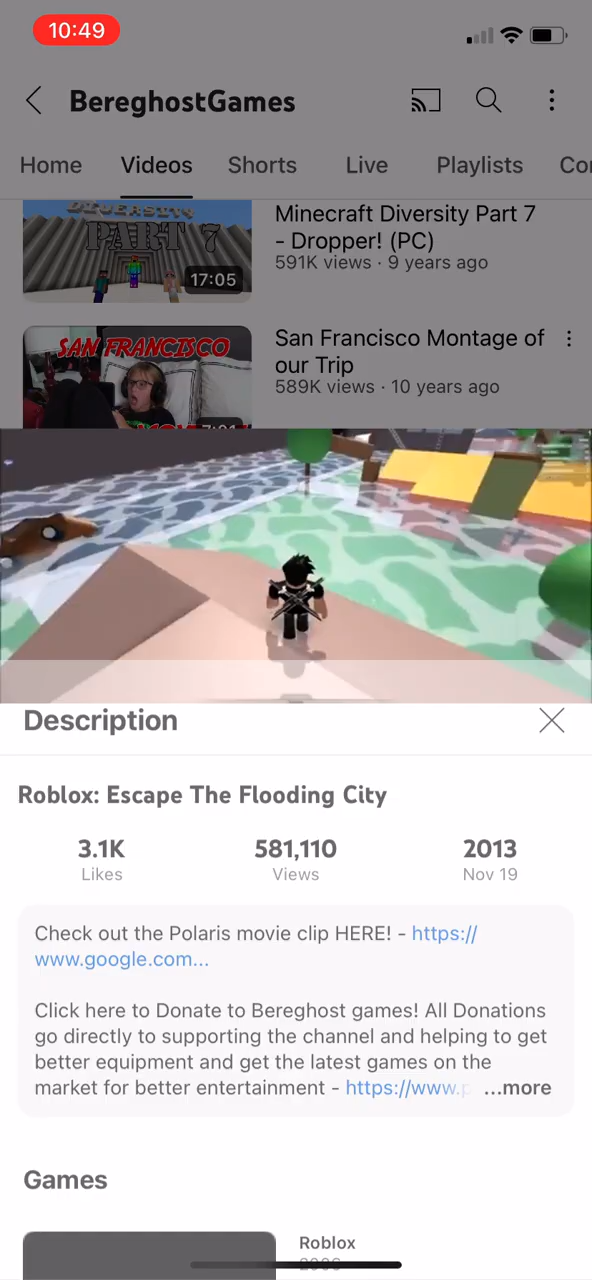 10:49
BereghostGames
Home Videos Shorts Live Playlists Co
DIVERSITY
PART 7
17:05
Minecraft Diversity Part 7
- Dropper! (PC)
591K views · 9 years ago
SAN FRANCISCO
San Francisco Montage of
our Trip
589K views · 10 years ago
Description
Roblox: Escape The Flooding City
3.1K 581,110 2013
Likes Views Nov 19
Check out the Polaris movie clip HERE! - https://
www.google.com...
Click here to Donate to Bereghost games! All Donations
go directly to supporting the channel and helping to get
better equipment and get the latest games on the
market for better entertainment - https://www.p ...more
Games
Roblox